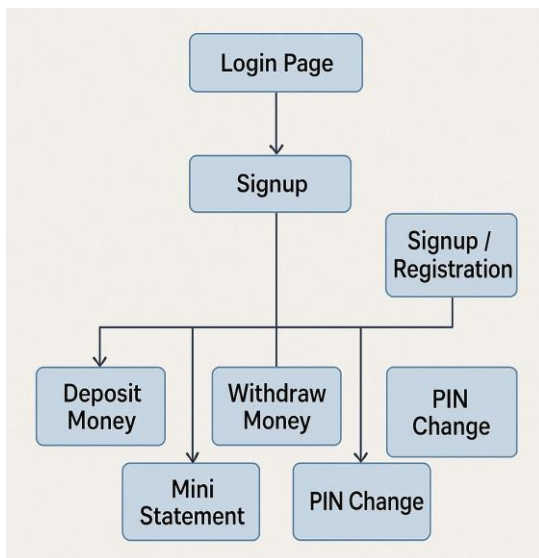 Login Page
Signup
Signup /
Registration
Deposit
Money
Withdraw
Money
PIN
Change
Mini
Statement
PIN Change